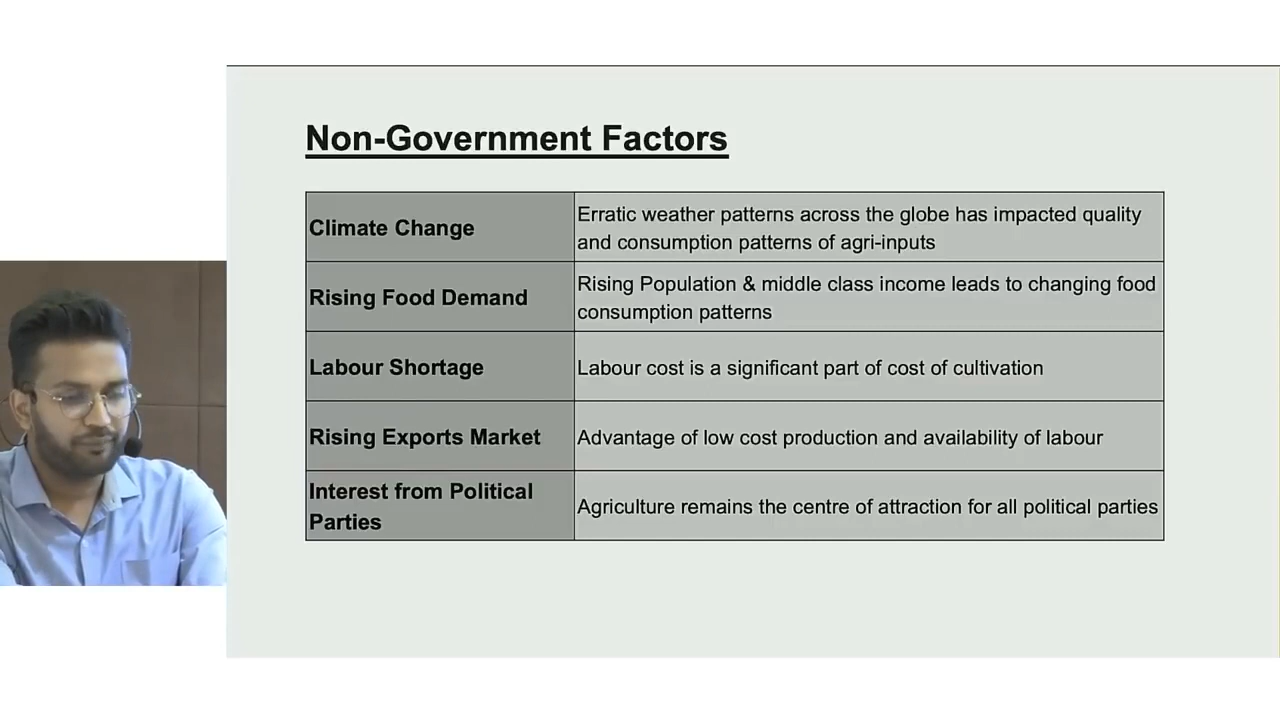 Non-Government Factors
Climate Change
Erratic weather patterns across the globe has impacted quality
and consumption patterns of agri-inputs
Rising Food Demand
Rising Population & middle class income leads to changing food
consumption patterns
Labour Shortage
Labour cost is a significant part of cost of cultivation
Rising Exports Market
Advantage of low cost production and availability of labour
Interest from Political
Parties
Agriculture remains the centre of attraction for all political parties